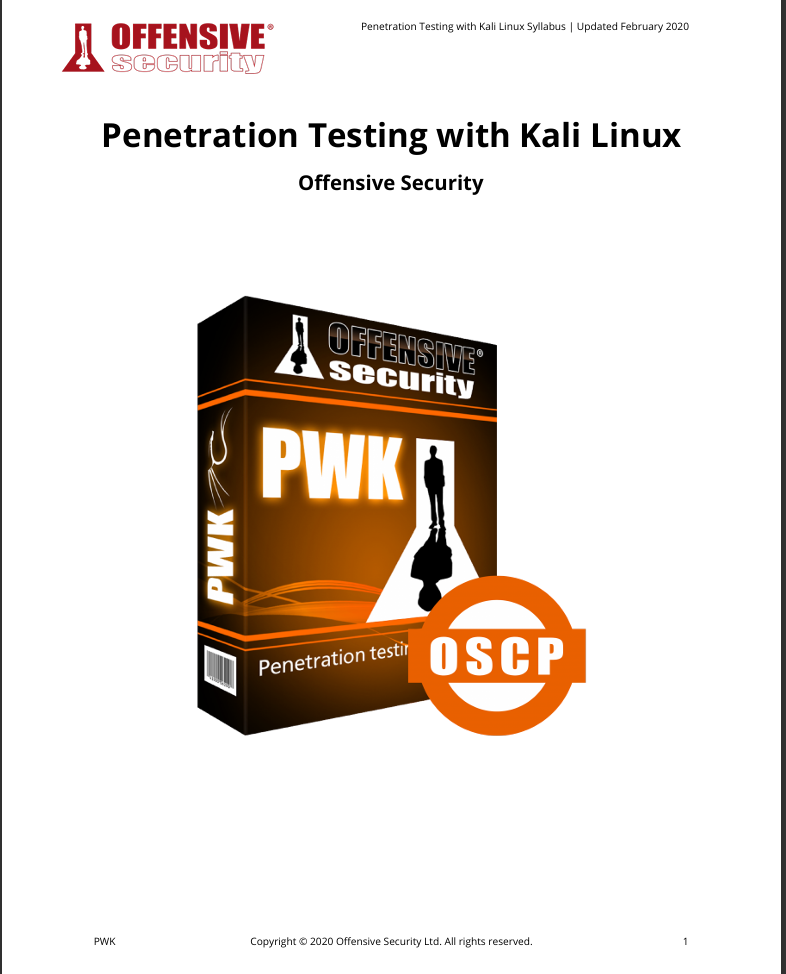 OFFENSIVE®
security
Penetration Testing with Kali Linux Syllabus | Updated February 2020
Penetration Testing with Kali Linux
Offensive Security
OFFENSIVE®
security
PWK
PWK
Penetration testin
OSCP
PWK
Copyright © 2020 Offensive Security Ltd. All rights reserved.
1